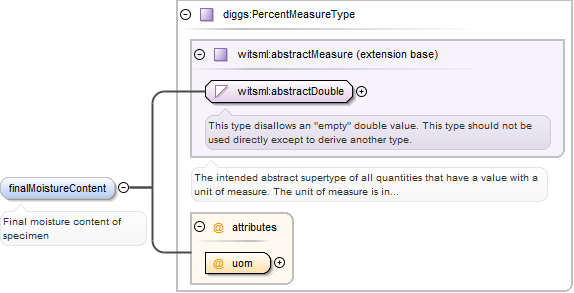 diggs:PercentMeasureType
witsml:abstractMeasure (extension base)
witsml:abstractDouble
This type disallows an "empty" double value. This type should not be
used directly except to derive another type.
The intended abstract supertype of all quantities that have a value with a
unit of measure. The unit of measure is in...
finalMoistureContent
Final moisture content of
specimen
@ attributes
@ uom